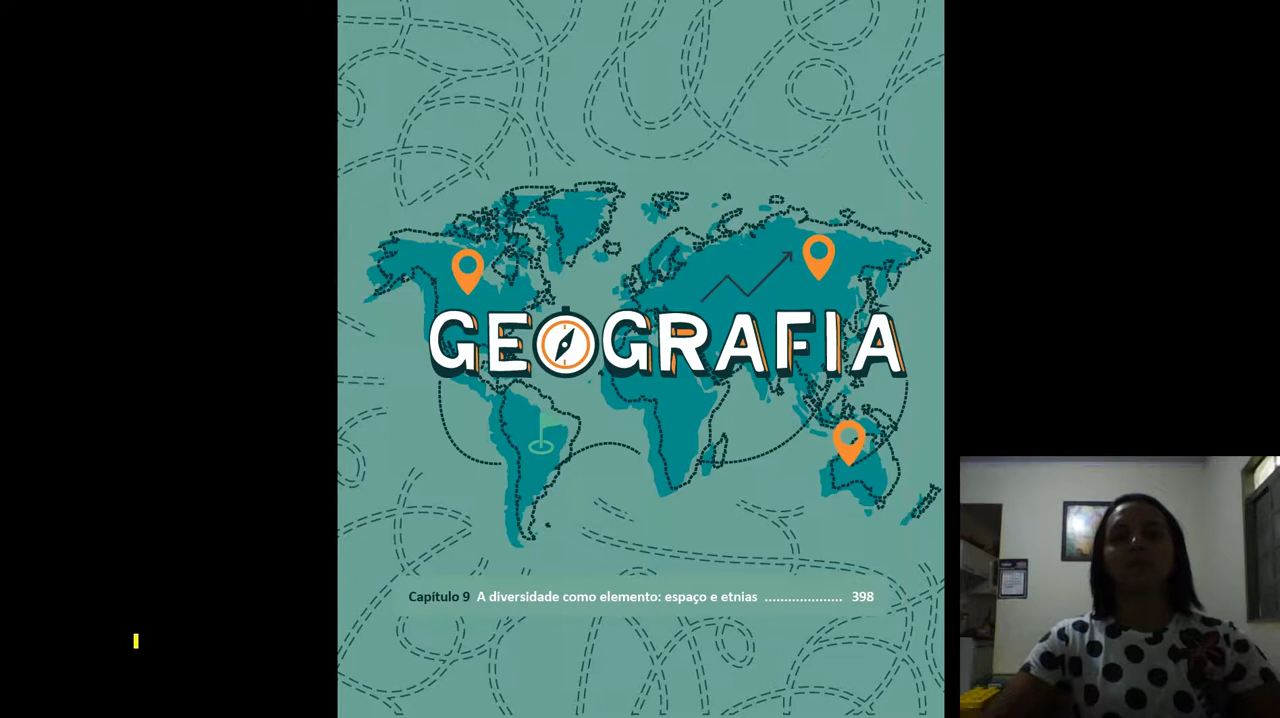 GEOGRAFIA
Capítulo 9 A diversidade como elemento: espaço e etnias ..................... 398